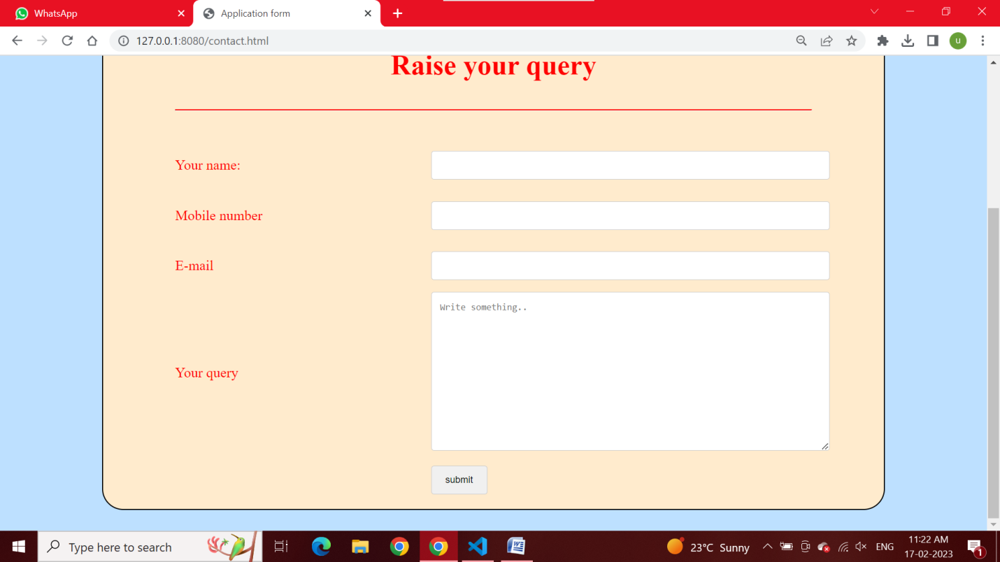 WhatsApp
Application form
127.0.0.1:8080/contact.html
u
Raise your query
Your name:
Mobile number
E-mail
Write something..
Your query
submit
Type here to search
W
23°C Sunny
ENG
11:22 AM
17-02-2023
1